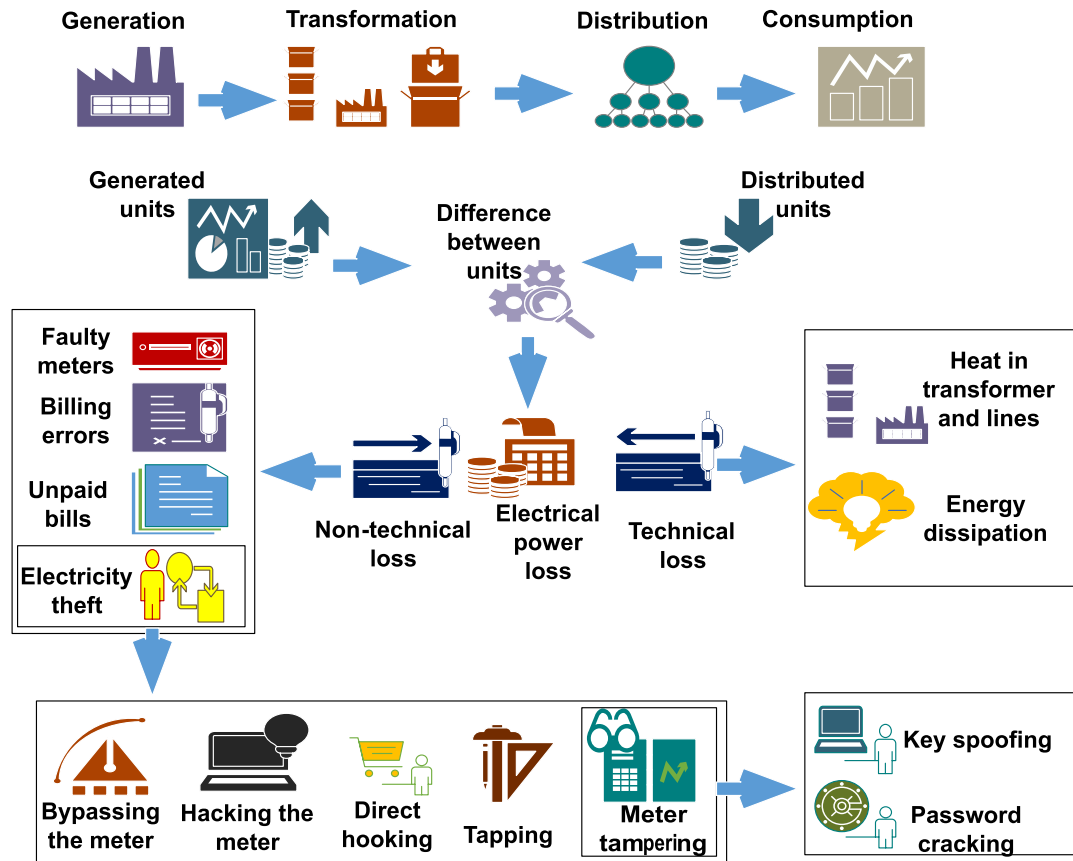 Generation
Transformation
Distribution
Consumption
Generated
units
Difference
between
units
Distributed
units
Faulty
meters
Billing
errors
Unpaid
bills
Electricity
theft
Non-technical
loss
Electrical
power
loss
Technical
loss
Heat in
transformer
and lines
Energy
dissipation
Bypassing
the meter
Hacking the
meter
Direct
hooking
Tapping
Meter
tampering
Key spoofing
Password
cracking